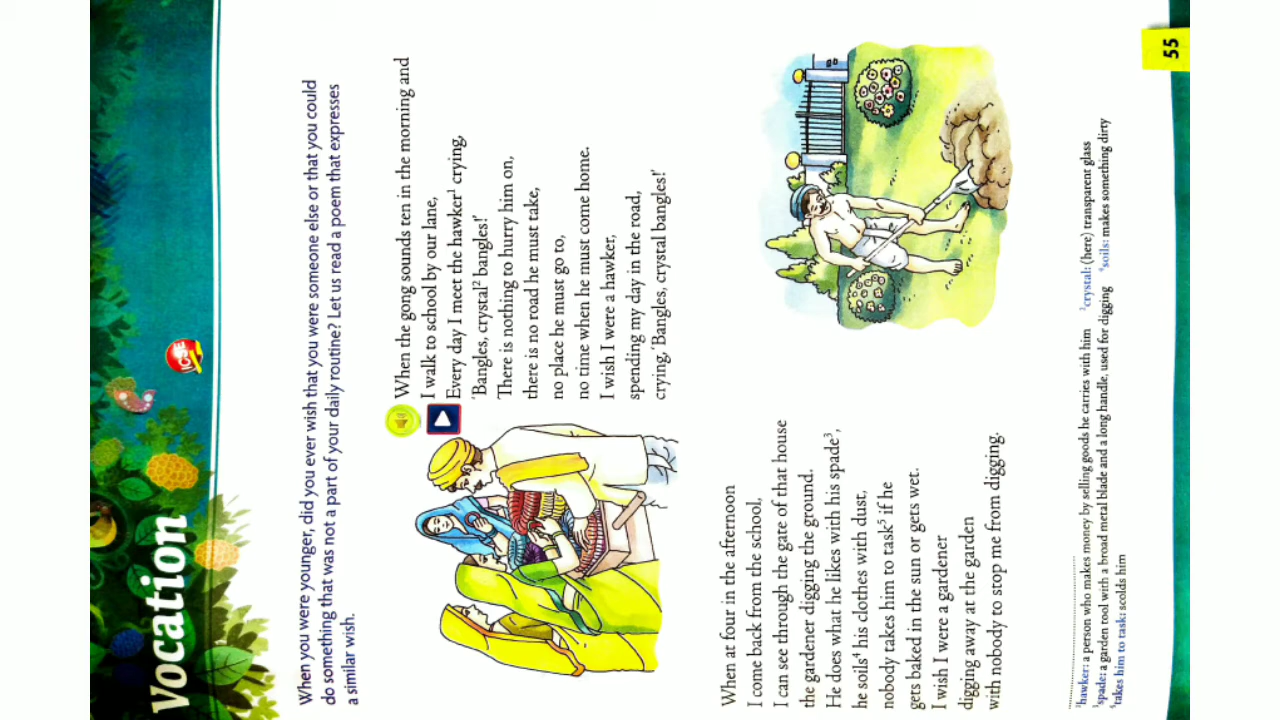 Vocation
ICSE
When you were younger, did you ever wish that you were someone else or that you could
do something that was not a part of your daily routine? Let us read a poem that expresses
a similar wish.
When the gong sounds ten in the morning and
I walk to school by our lane,
Every day I meet the hawker¹ crying,
‘Bangles, crystal² bangles!’
There is nothing to hurry him on,
there is no road he must take,
no place he must go to,
no time when he must come home.
I wish I were a hawker,
spending my day in the road,
crying, ‘Bangles, crystal bangles!’
When at four in the afternoon
I come back from the school,
I can see through the gate of that house
the gardener digging the ground.
He does what he likes with his spade³,
he soils⁴ his clothes with dust,
nobody takes him to task⁵ if he
gets baked in the sun or gets wet.
I wish I were a gardener
digging away at the garden
with nobody to stop me from digging.
¹hawker: a person who makes money by selling goods he carries with him ²crystal: (here) transparent glass
³spade: a garden tool with a broad metal blade and a long handle, used for digging ⁴soils: makes something dirty
⁵takes him to task: scolds him
55